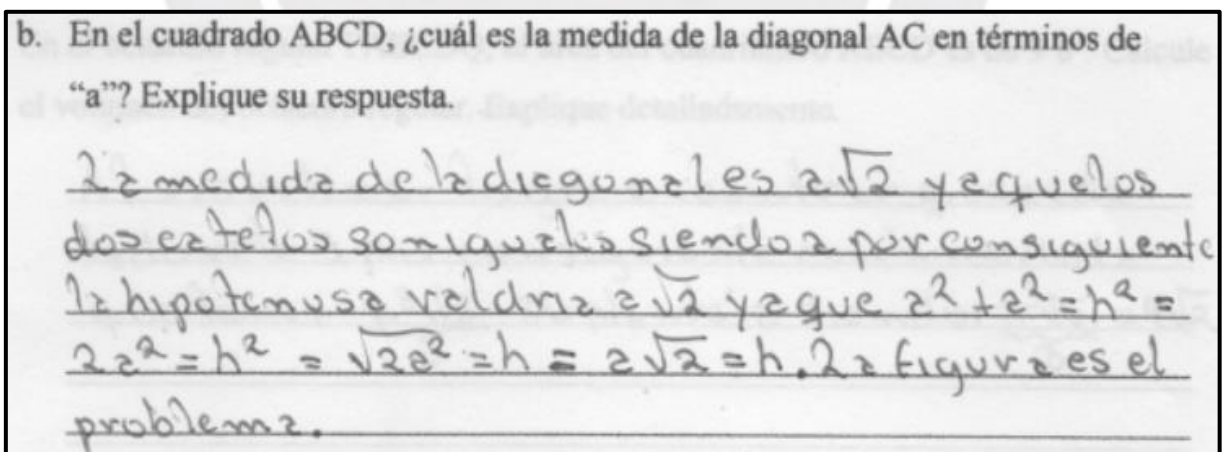 b. En el cuadrado ABCD, ¿cuál es la medida de la diagonal AC en términos de
“a”? Explique su respuesta.
La medida de la diagonal es a√2 ya que los
dos catetos son iguales siendo a por consiguiente
la hipotenusa valdria a√2 ya que a² + a² = h² =
2a² = h² = √2a² = h = a√2 = h. La figura es el
problema.